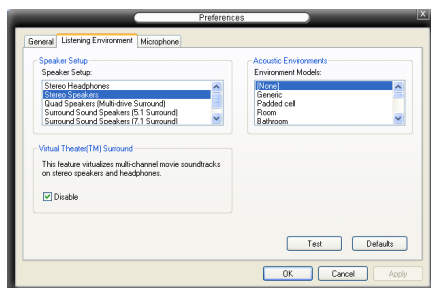 Preferences
X
General Listening Environment Microphone
Speaker Setup
Speaker Setup:
Stereo Headphones
Stereo Speakers
Quad Speakers (Multi-drive Surround)
Surround Sound Speakers (5.1 Surround)
Surround Sound Speakers (7.1 Surround)
Acoustic Environments
Environment Models:
(None)
Generic
Padded cell
Room
Bathroom
Virtual Theater(TM) Surround
This feature virtualizes multi-channel movie soundtracks
on stereo speakers and headphones.
Disable
Test Defaults
OK Cancel Apply